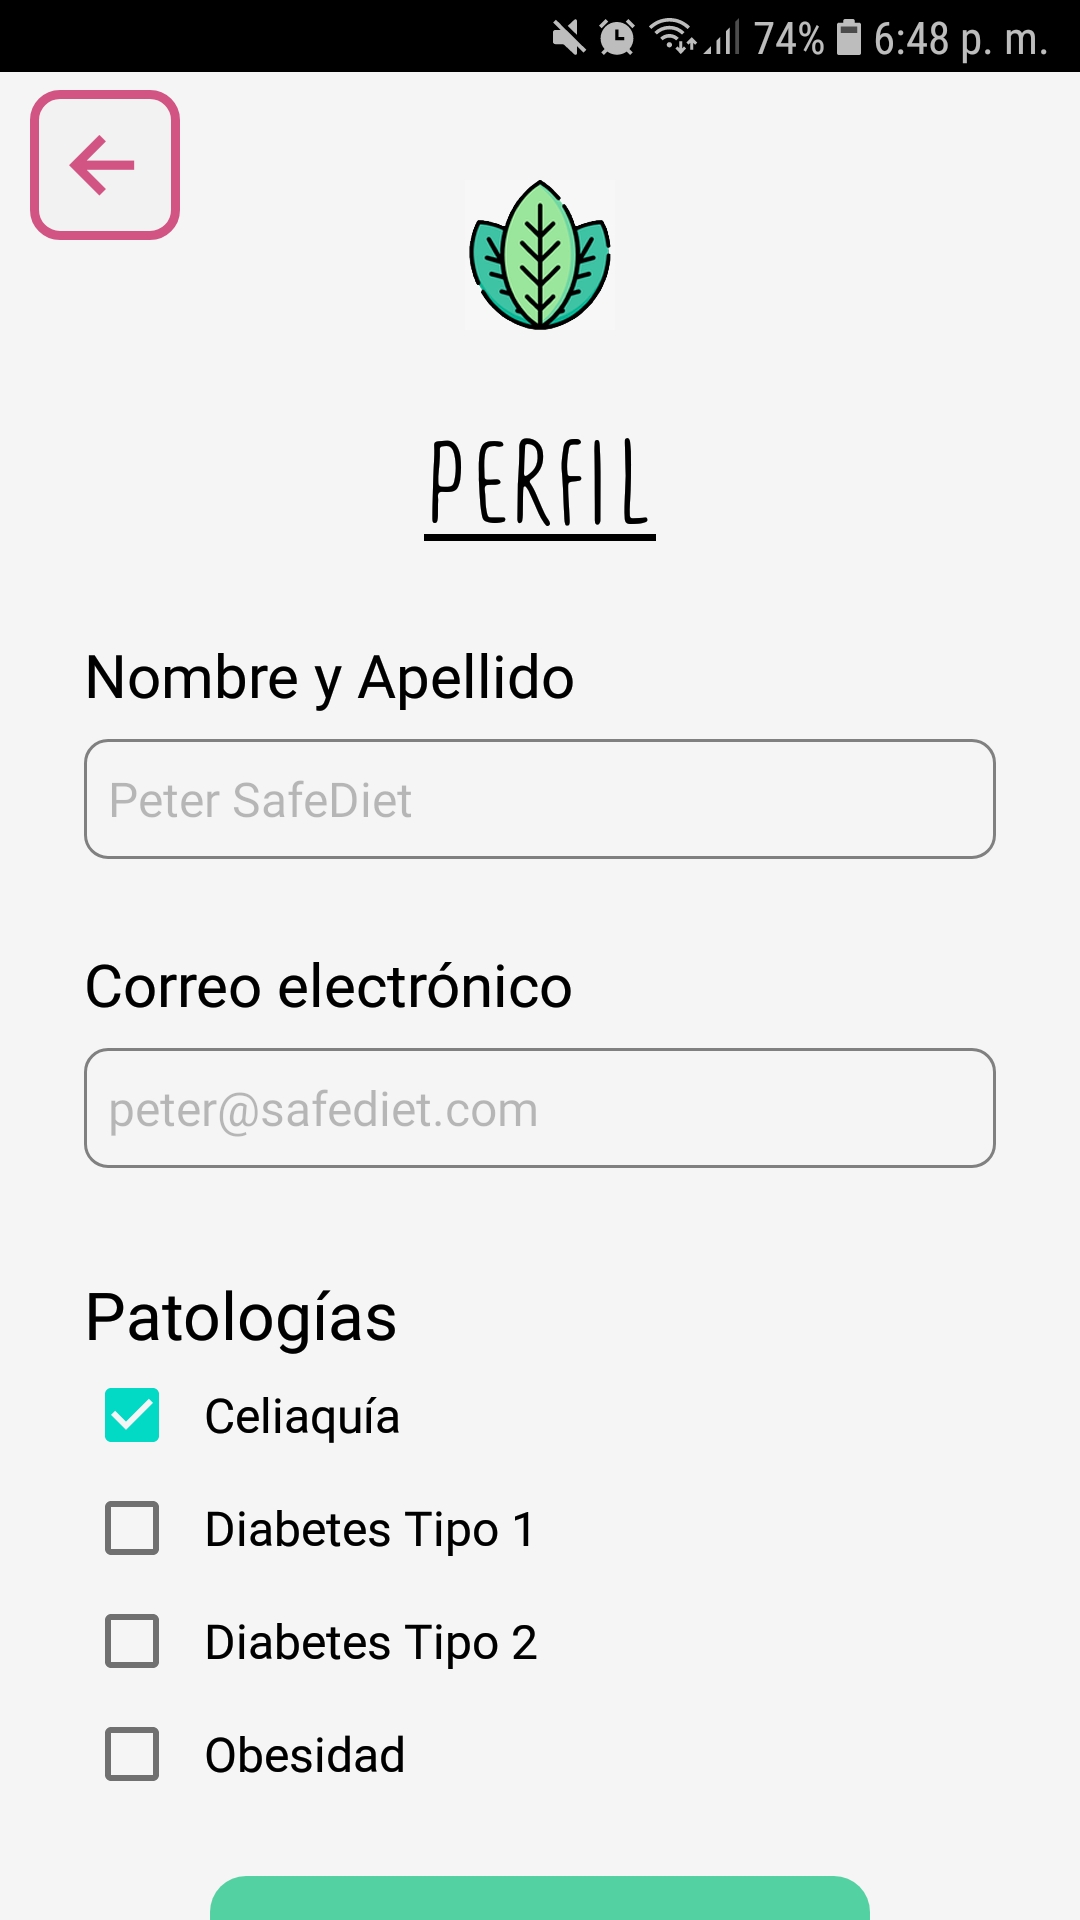 74% 6:48 p. m.
PERFIL
Nombre y Apellido
Peter SafeDiet
Correo electrónico
peter@safediet.com
Patologías
Celiaquía
Diabetes Tipo 1
Diabetes Tipo 2
Obesidad